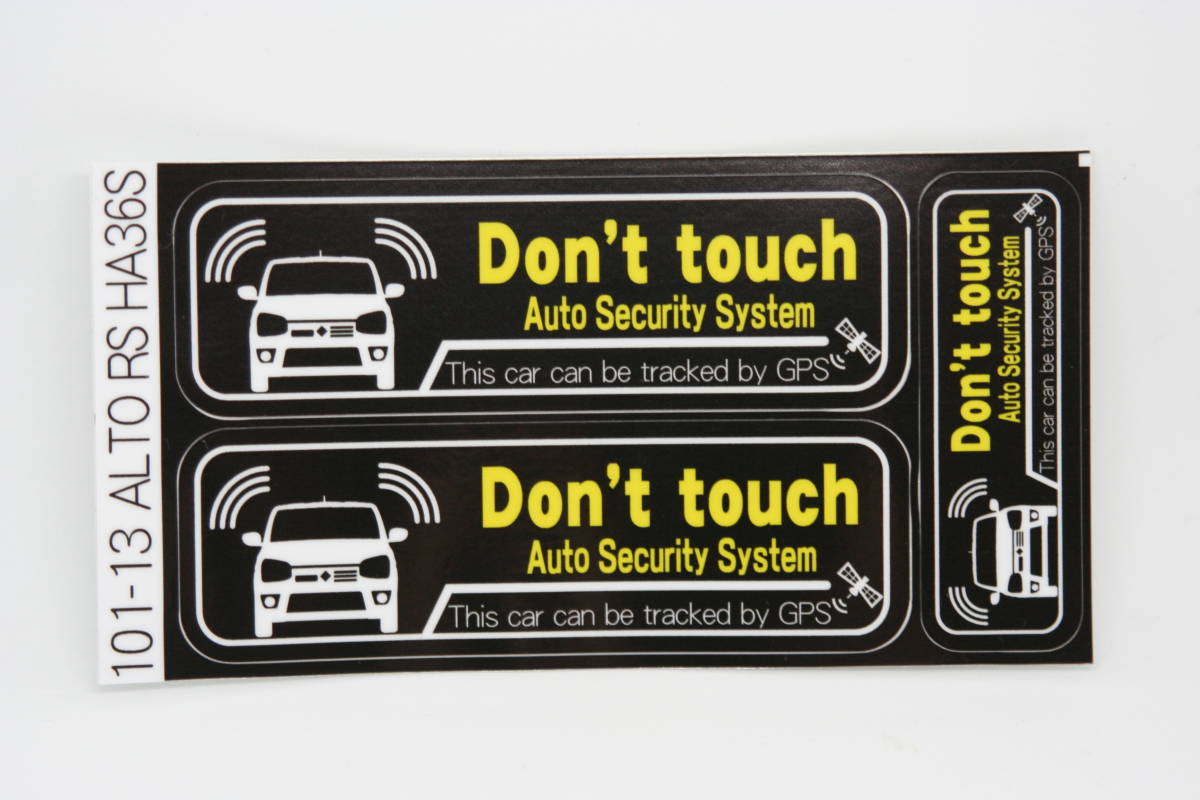 101-13 ALTO RS HA36S
Don't touch
Auto Security System
This car can be tracked by GPS
Don't touch
Auto Security System
This car can be tracked by GPS
Don't touch
Auto Security System
This car can be tracked by GPS